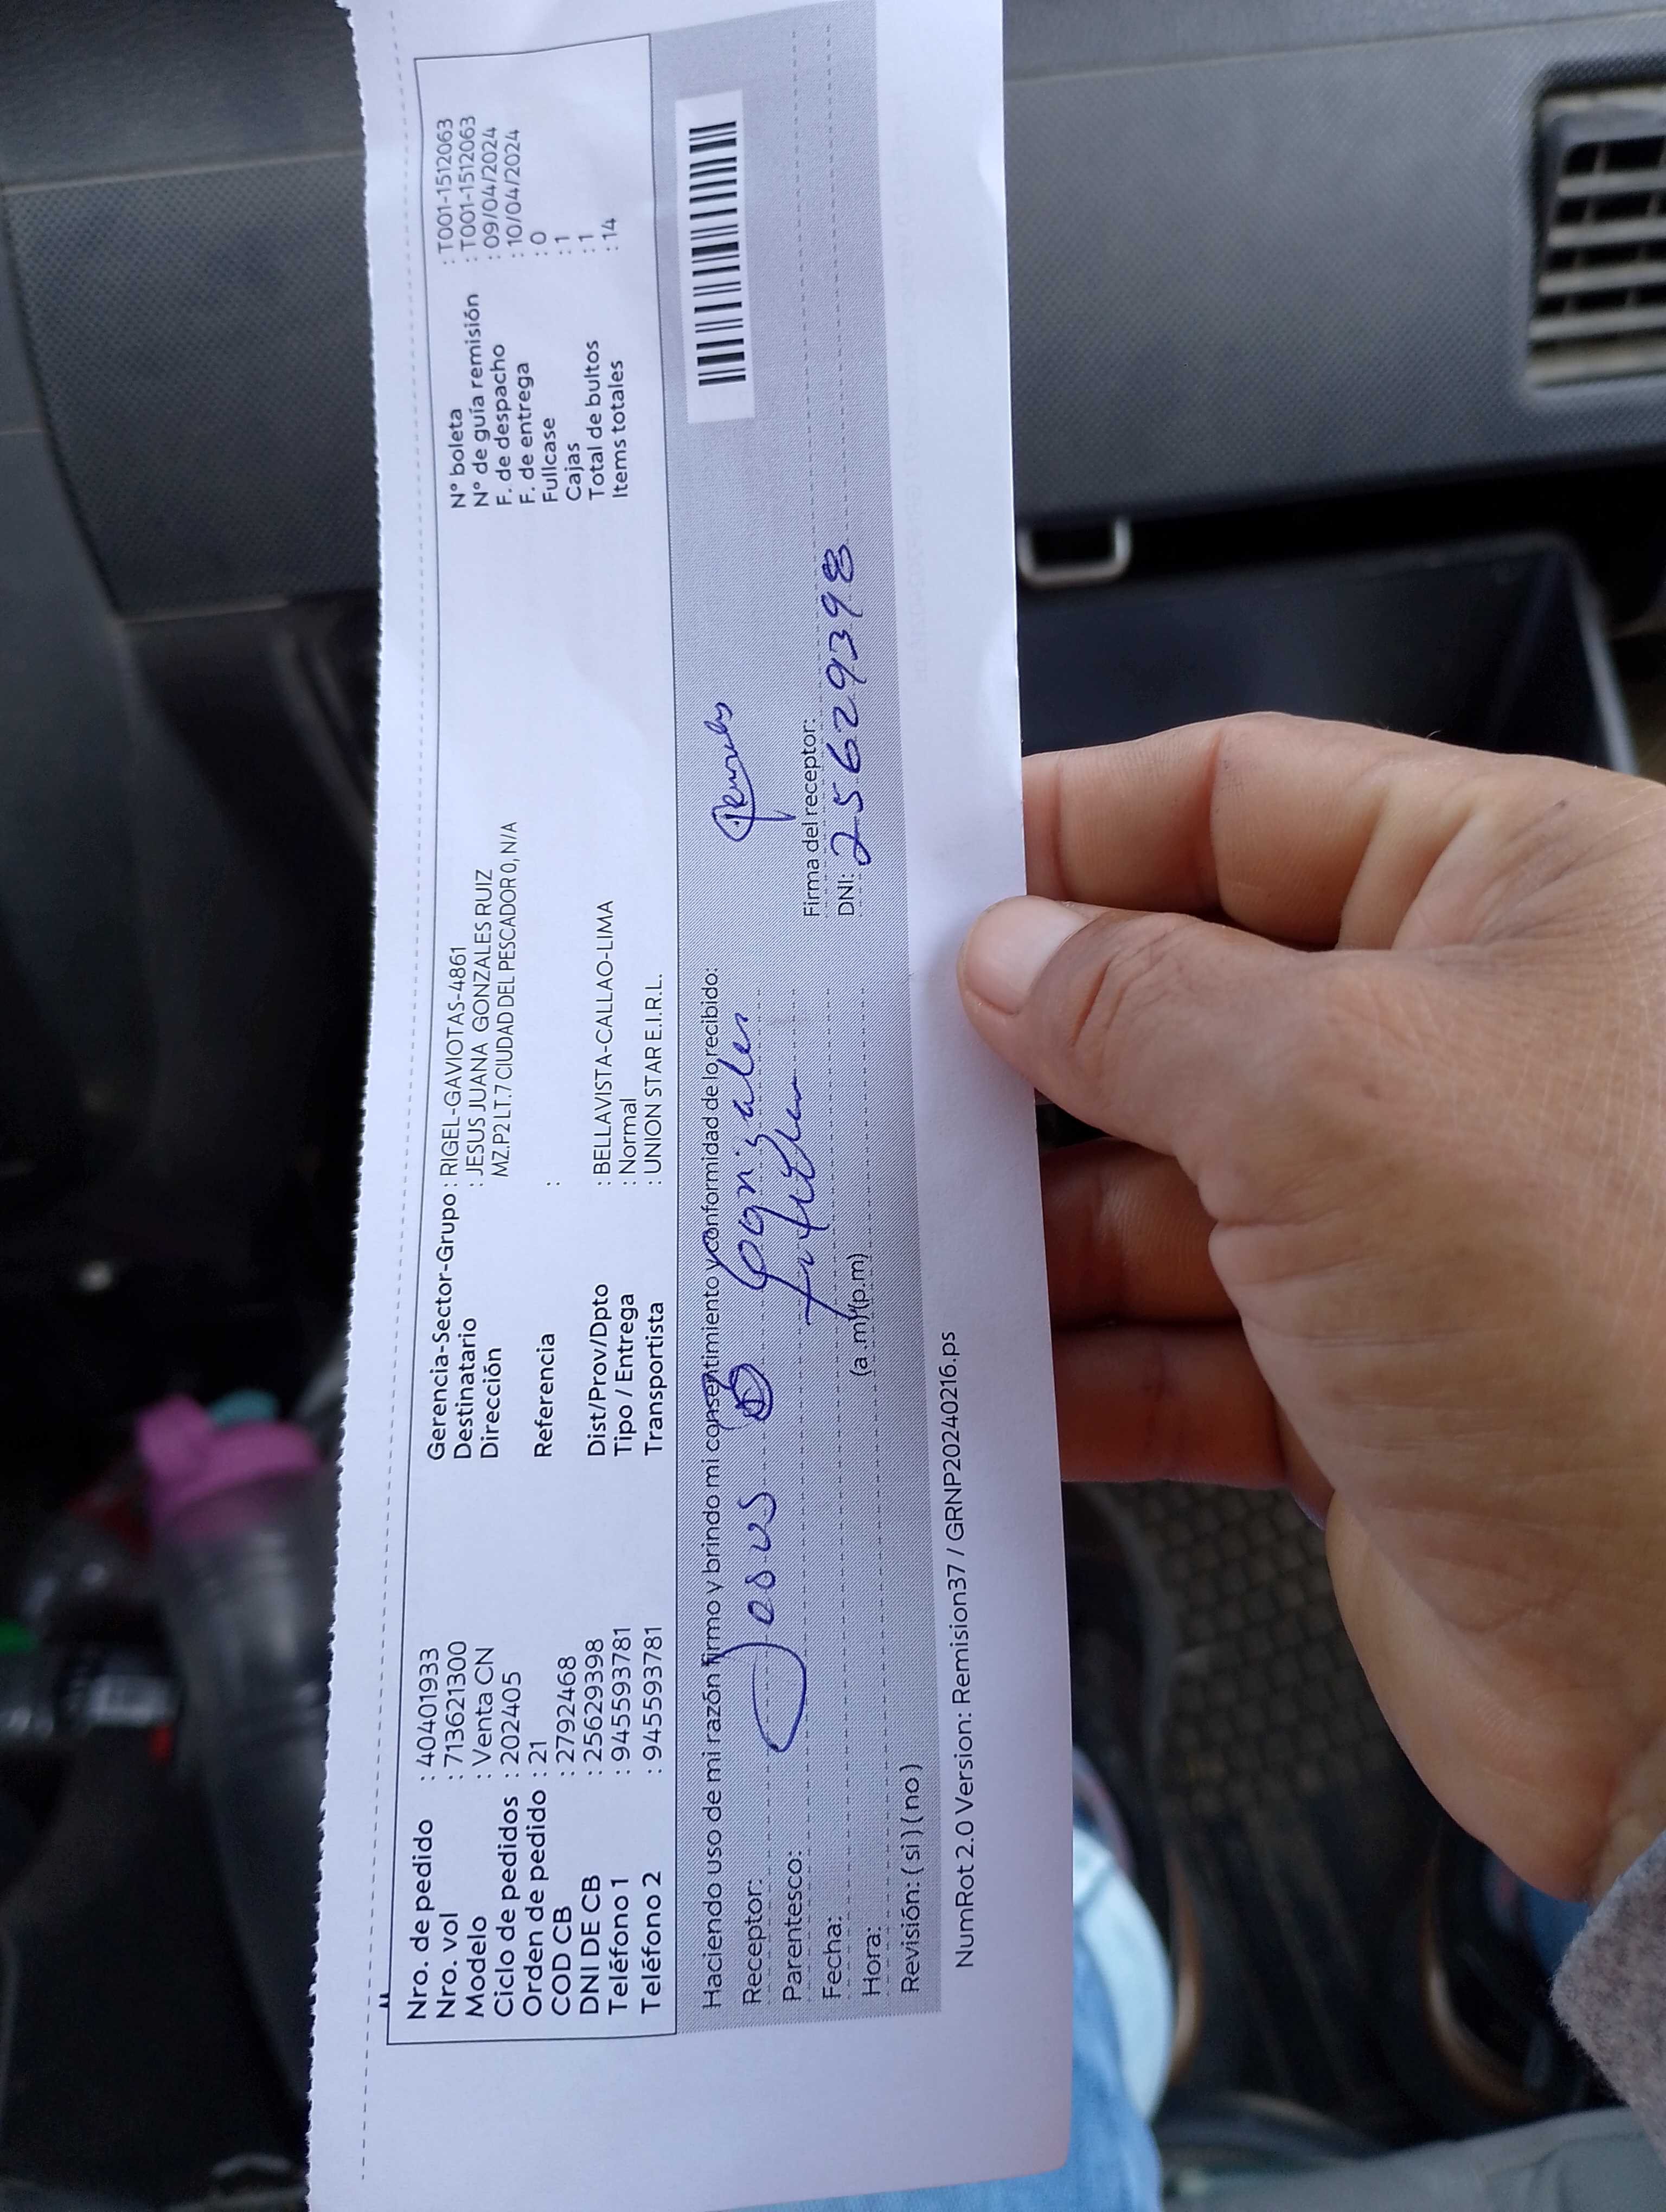 Nro. de pedido : 40401933
Nro. vol : 713621300
Modelo : Venta CN
Ciclo de pedidos : 202405
Orden de pedido : 21
COD CB : 2792468
DNI DE CB : 25629398
Teléfono 1 : 945593781
Teléfono 2 : 945593781
Gerencia-Sector-Grupo : RIGEL-GAVIOTAS-4861
Destinatario : JESUS JUANA GONZALES RUIZ
Dirección MZ.P2 LT.7 CIUDAD DEL PESCADOR 0, N/A
Referencia :
Dist/Prov/Dpto : BELLAVISTA-CALLAO-LIMA
Tipo / Entrega : Normal
Transportista : UNION STAR E.I.R.L.
N° boleta : T001-1512063
N° de guía remisión : T001-1512063
F. de despacho : 09/04/2024
F. de entrega : 10/04/2024
Fullcase : 0
Cajas : 1
Total de bultos : 1
Items totales : 14
Haciendo uso de mi razón firmo y brindo mi consentimiento y conformidad de lo recibido:
Receptor: Jesus Gonzales
Parentesco: titular
Fecha:
Hora: (a.m)/(p.m)
Revisión: ( si ) ( no )
Firma del receptor:
DNI: 25629398
NumRot 2.0 Version: Remision37 / GRNP20240216.ps